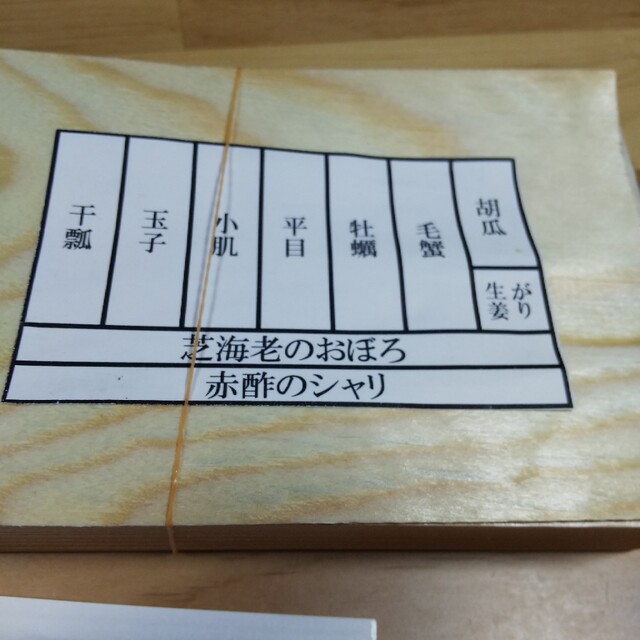 干瓢
玉子
小肌
平目
牡蠣
毛蟹
胡瓜
がり
生姜
芝海老のおぼろ
赤酢のシャリ